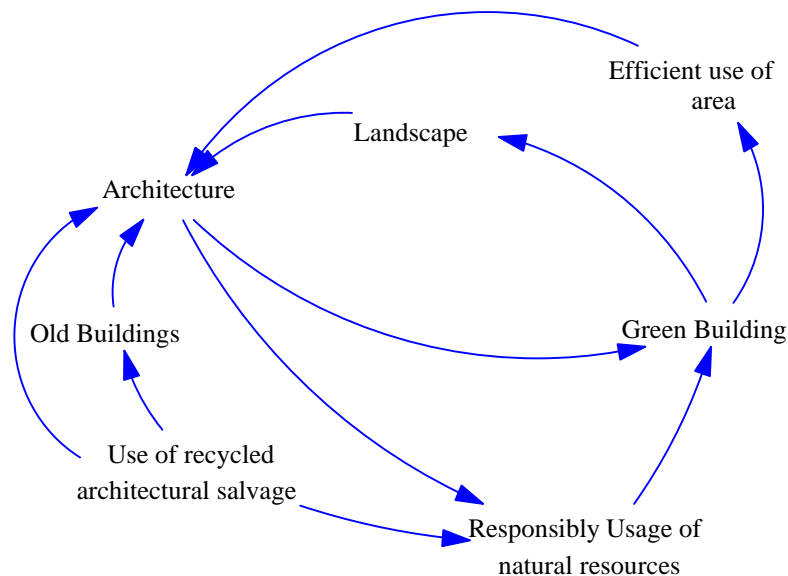 Efficient use of
area
Landscape
Architecture
Green Building
Old Buildings
Use of recycled
architectural salvage
Responsibly Usage of
natural resources